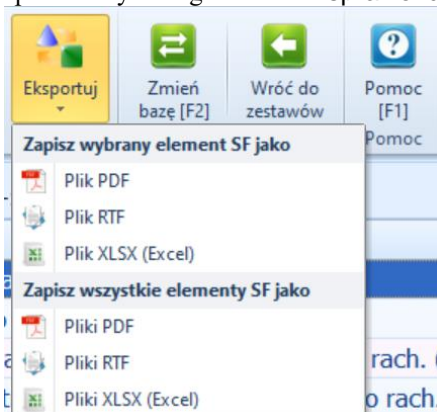 Eksportuj
Zmień
bazę [F2]
Wróć do
zestawów
Pomoc
[F1]
Pomoc
Zapisz wybrany element SF jako
Plik PDF
Plik RTF
Plik XLSX (Excel)
Zapisz wszystkie elementy SF jako
Pliki PDF
Pliki RTF
rach.
Pliki XLSX (Excel)
o rach.